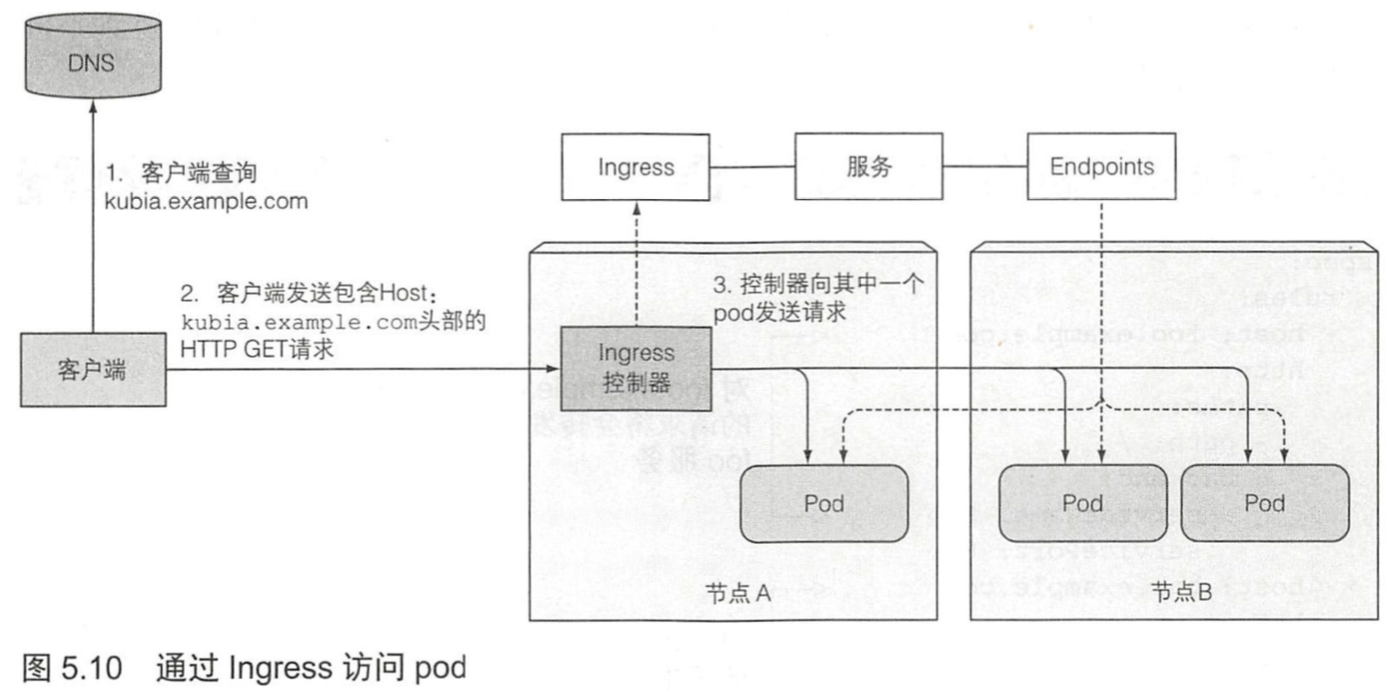 DNS
1. 客户端查询
kubia.example.com
Ingress
服务
Endpoints
2. 客户端发送包含Host：
kubia.example.com头部的
HTTP GET请求
3. 控制器向其中一个
pod发送请求
客户端
Ingress
控制器
Pod
Pod
Pod
节点 A
节点B
图 5.10 通过 Ingress 访问 pod